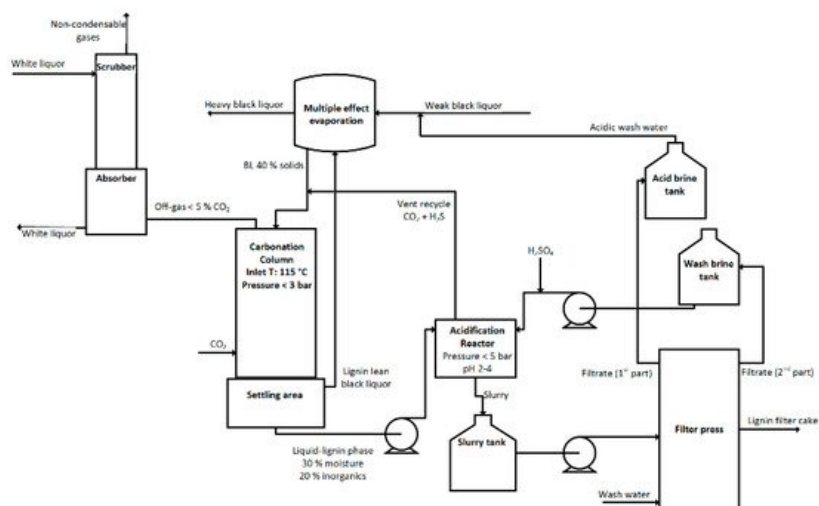 Non-condensable
gases
White liquor
Scrubber
Absorber
White liquor
Off-gas < 5 % CO₂
Heavy black liquor
Multiple effect
evaporation
Weak black liquor
BL 40 % solids
Acidic wash water
Acid brine
tank
Vent recycle
CO₂ + H₂S
Carbonation
Column
Inlet T: 115 °C
Pressure < 3 bar
CO₂
Settling area
Lignin lean
black liquor
H₂SO₄
Wash brine
tank
Acidification
Reactor
Pressure < 5 bar
pH 2-4
Slurry
Slurry tank
Liquid-lignin phase
30 % moisture
20 % inorganics
Filtrate (1ˢᵗ part)
Filtrate (2ⁿᵈ part)
Filter press
Lignin filter cake
Wash water